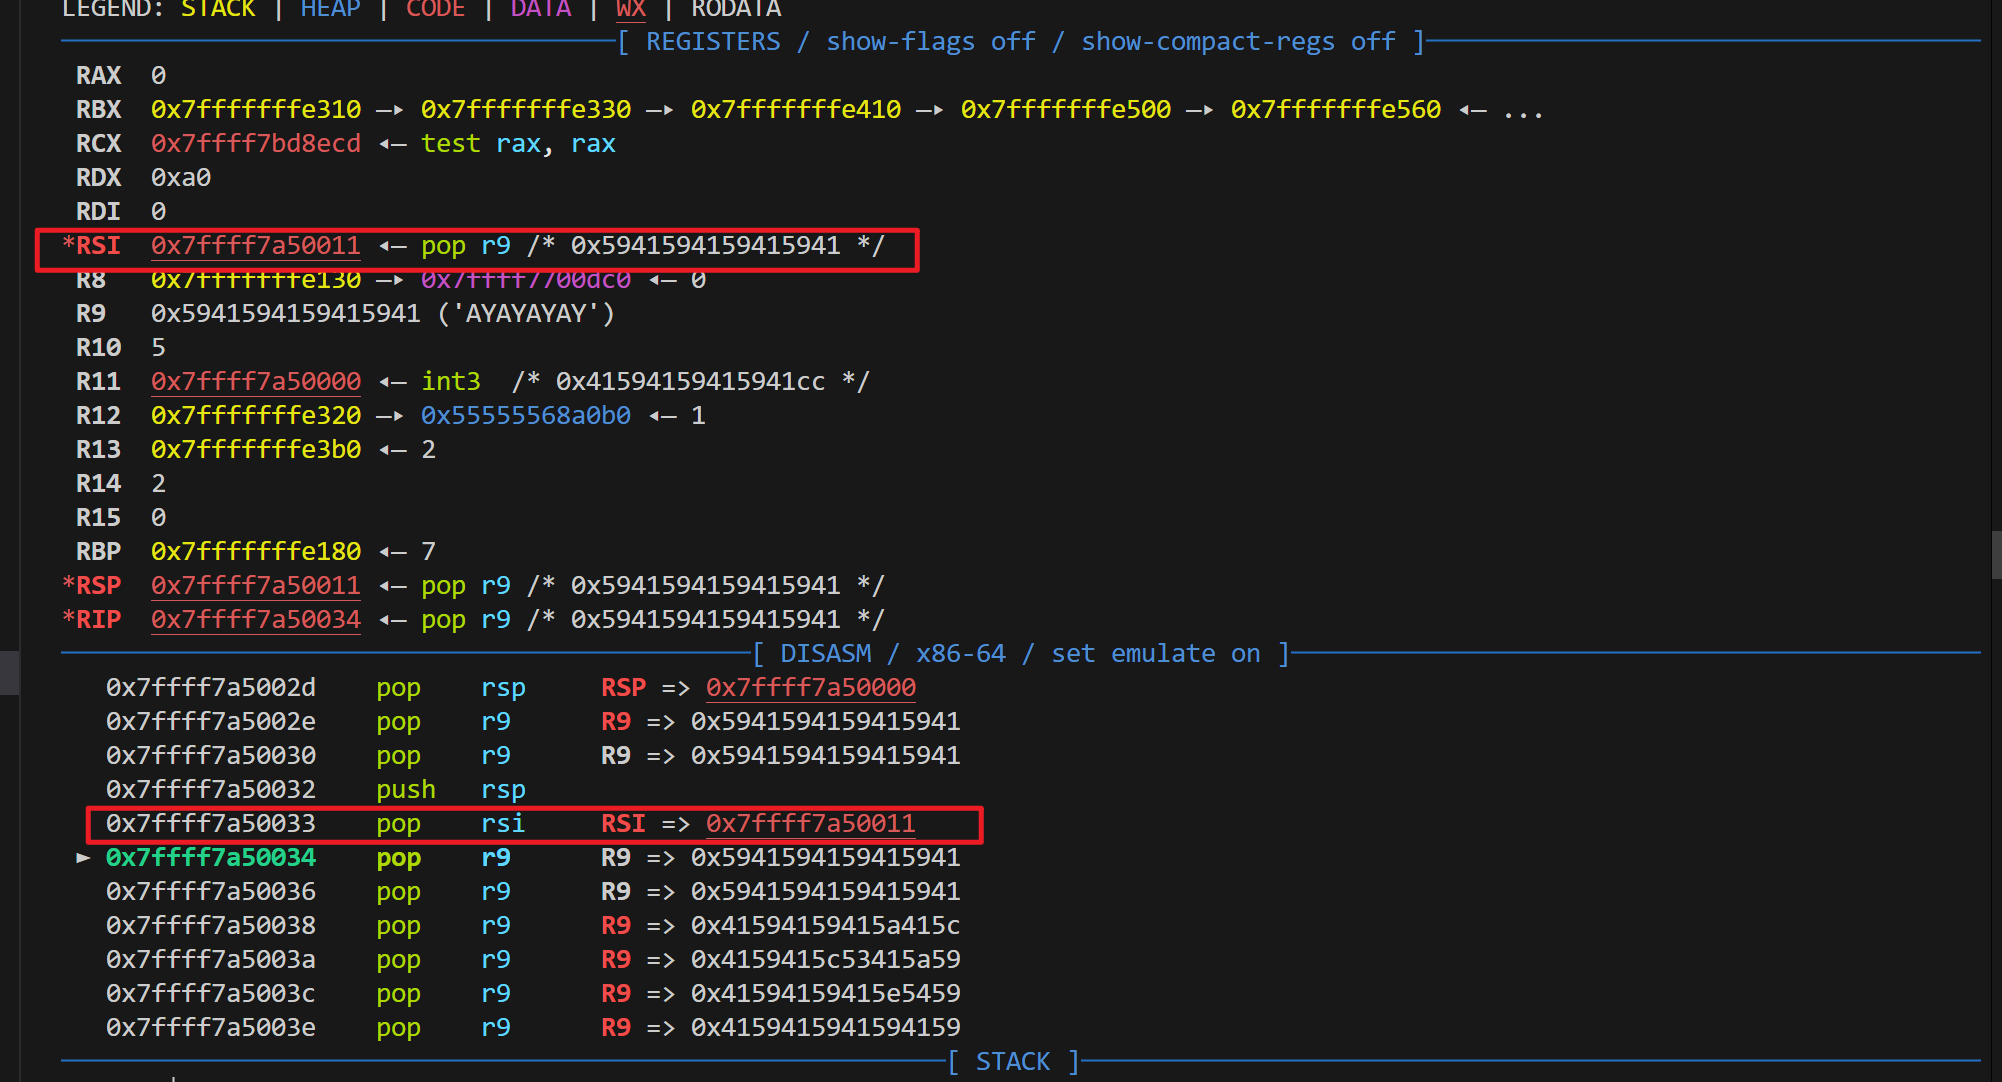 LEGEND: STACK | HEAP | CODE | DATA | WX | RODATA
[ REGISTERS / show-flags off / show-compact-regs off ]
RAX 0
RBX 0x7fffffffe310 —▸ 0x7fffffffe330 —▸ 0x7fffffffe410 —▸ 0x7fffffffe500 —▸ 0x7fffffffe560 ◂— ...
RCX 0x7ffff7bd8ecd ◂— test rax, rax
RDX 0xa0
RDI 0
*RSI 0x7ffff7a50011 ◂— pop r9 /* 0x5941594159415941 */
R8 0x7fffffffe130 —▸ 0x7ffff7700dc0 ◂— 0
R9 0x5941594159415941 ('AYAYAYAY')
R10 5
R11 0x7ffff7a50000 ◂— int3 /* 0x41594159415941cc */
R12 0x7fffffffe320 —▸ 0x55555568a0b0 ◂— 1
R13 0x7fffffffe3b0 ◂— 2
R14 2
R15 0
RBP 0x7fffffffe180 ◂— 7
*RSP 0x7ffff7a50011 ◂— pop r9 /* 0x5941594159415941 */
*RIP 0x7ffff7a50034 ◂— pop r9 /* 0x5941594159415941 */
[ DISASM / x86-64 / set emulate on ]
0x7ffff7a5002d pop rsp RSP => 0x7ffff7a50000
0x7ffff7a5002e pop r9 R9 => 0x5941594159415941
0x7ffff7a50030 pop r9 R9 => 0x5941594159415941
0x7ffff7a50032 push rsp
0x7ffff7a50033 pop rsi RSI => 0x7ffff7a50011
► 0x7ffff7a50034 pop r9 R9 => 0x5941594159415941
0x7ffff7a50036 pop r9 R9 => 0x5941594159415941
0x7ffff7a50038 pop r9 R9 => 0x41594159415a415c
0x7ffff7a5003a pop r9 R9 => 0x4159415c53415a59
0x7ffff7a5003c pop r9 R9 => 0x41594159415e5459
0x7ffff7a5003e pop r9 R9 => 0x4159415941594159
[ STACK ]